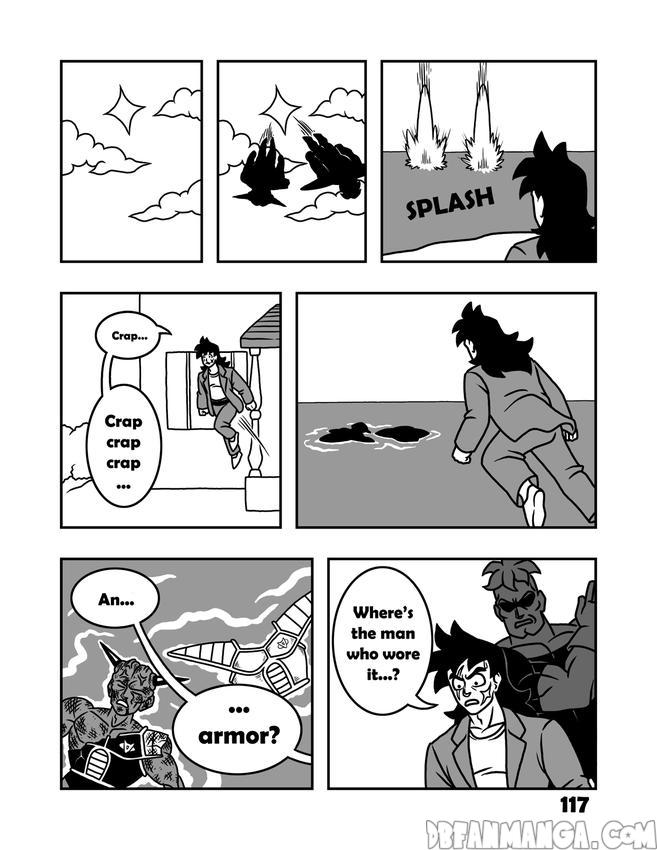 SPLASH
Crap...
Crap
crap
crap
...
An...
...
armor?
Where's
the man
who wore
it...?
117
DBFANMANGA.COM